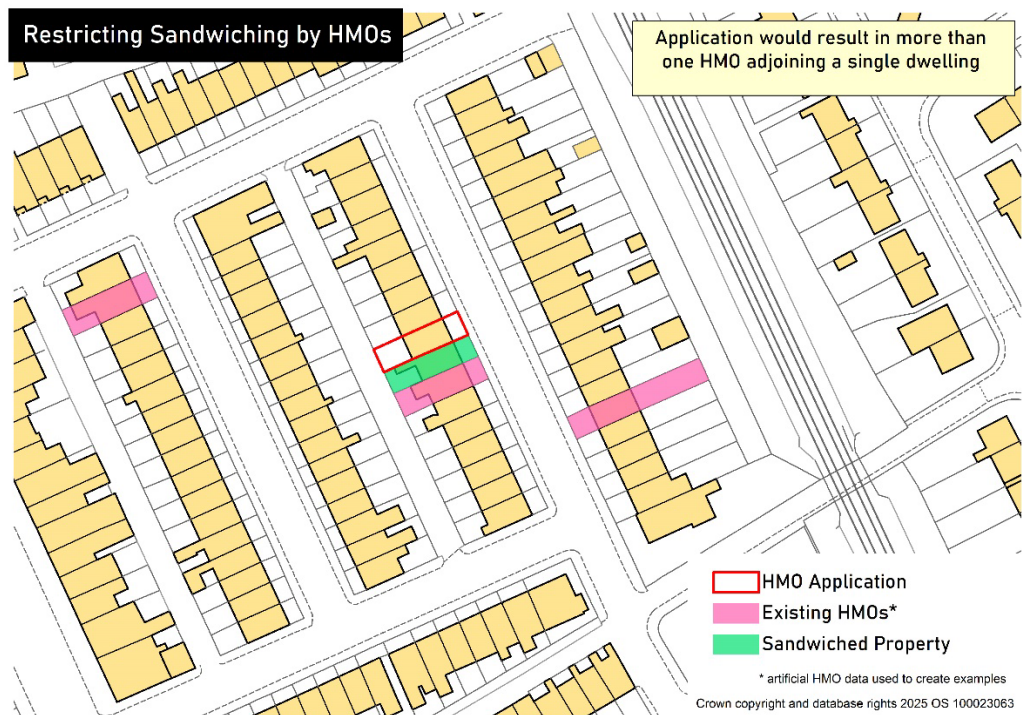 Restricting Sandwiching by HMOs
Application would result in more than
one HMO adjoining a single dwelling
HMO Application
Existing HMOs*
Sandwiched Property
* artificial HMO data used to create examples
Crown copyright and database rights 2025 OS 100023063